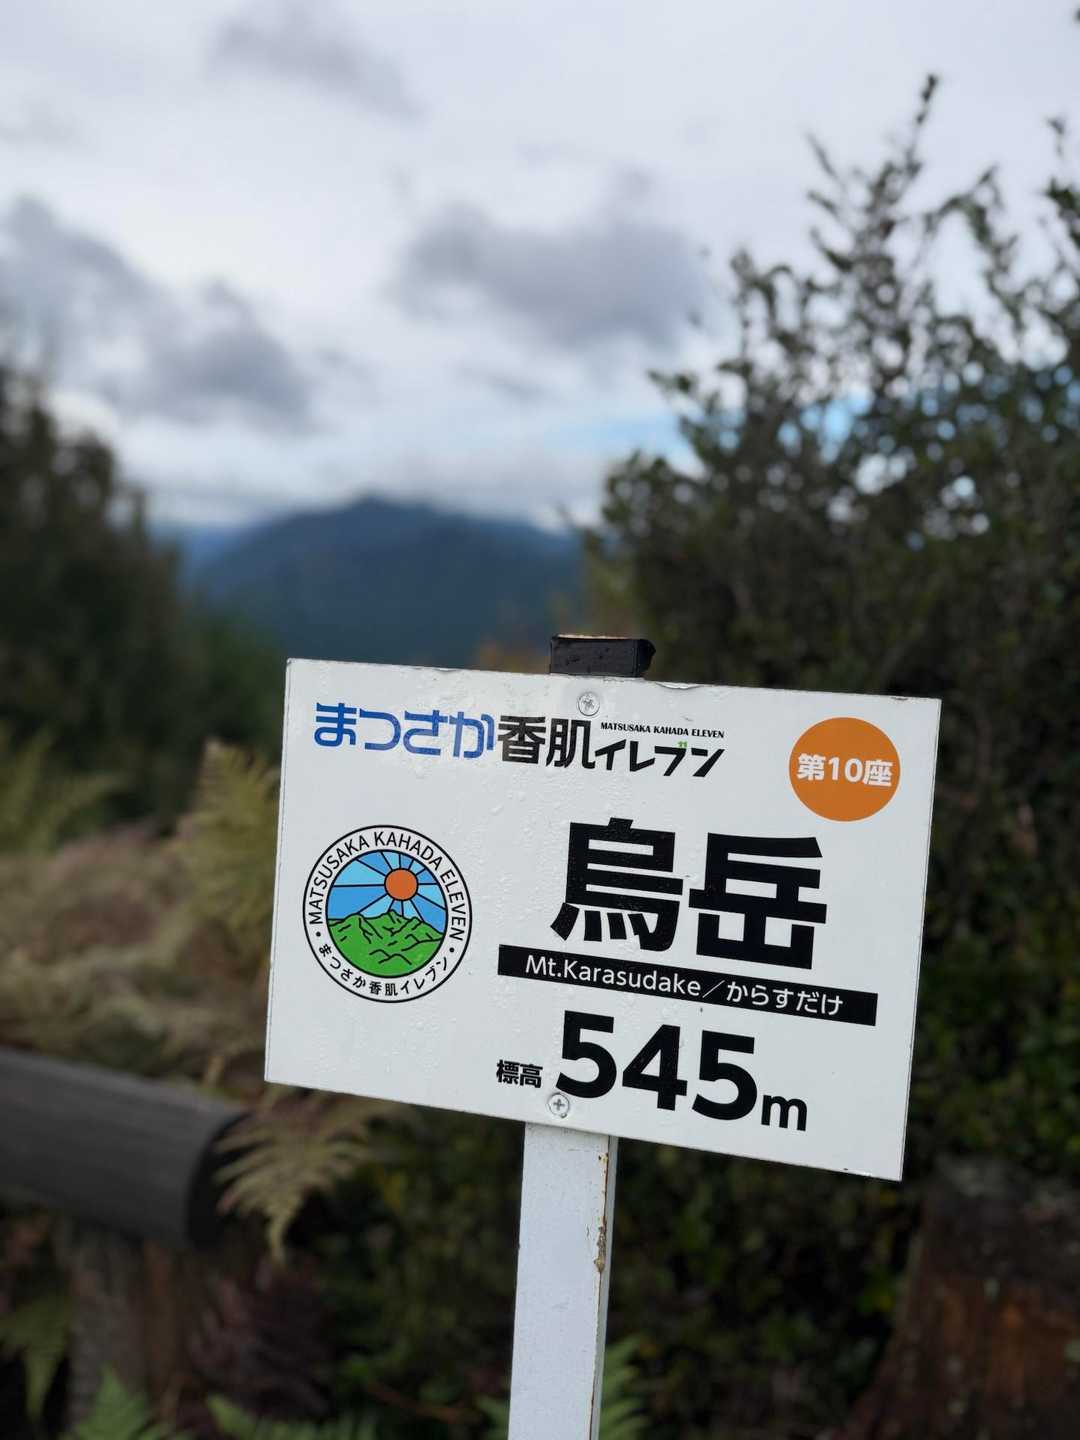 まつさか香肌イレブン
MATSUSAKA KAHADA ELEVEN
第10座
MATSUSAKA KAHADA ELEVEN
まつさか香肌イレブン
烏岳
Mt.Karasudake／からすだけ
標高 545m